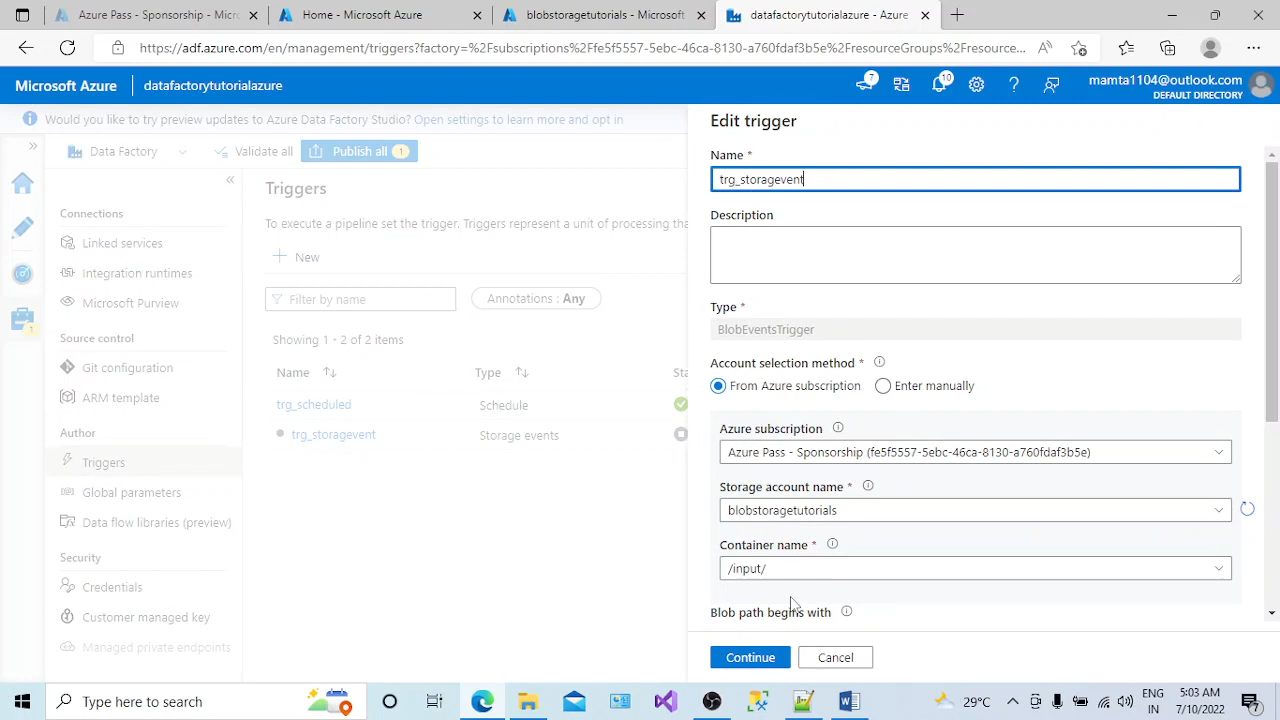 Pass Sponsorship - Micr
Home - Microsoft Azure
blobstoragetutorials - Microsoft
datafactorytutorial - Azure
https://adf.azure.com/en/management/triggers?factory=%2Fsubscriptions%2Ffe5f5557-5ebc-46ca-8130-a760fdaf3b5e%2FresourceGroups%2Fresource...
Microsoft Azure
datafactorytutorialazure
7
10
mamta1104@outlook.com
DEFAULT DIRECTORY
Would you like to try preview updates to Azure Data Factory Studio? Open settings to learn more and opt in
Data Factory
Validate all
Publish all 1
Connections
Linked services
Integration runtimes
Microsoft Purview
Source control
Git configuration
ARM template
Author
Triggers
Global parameters
Data flow libraries (preview)
Security
Credentials
Customer managed key
Managed private endpoints
Triggers
To execute a pipeline set the trigger. Triggers represent a unit of processing tha
New
Filter by name
Annotations : Any
Showing 1 - 2 of 2 items
Name Type Sta
trg_scheduled Schedule
trg_storagevent Storage events
Edit trigger
Name *
trg_storagevent
Description
Type *
BlobEventsTrigger
Account selection method *
From Azure subscription Enter manually
Azure subscription
Azure Pass - Sponsorship (fe5f5557-5ebc-46ca-8130-a760fdaf3b5e)
Storage account name *
blobstoragetutorials
Container name *
/input/
Blob path begins with
Continue
Cancel
Type here to search
29°C
ENG
IN
5:03 AM
7/10/2022
7